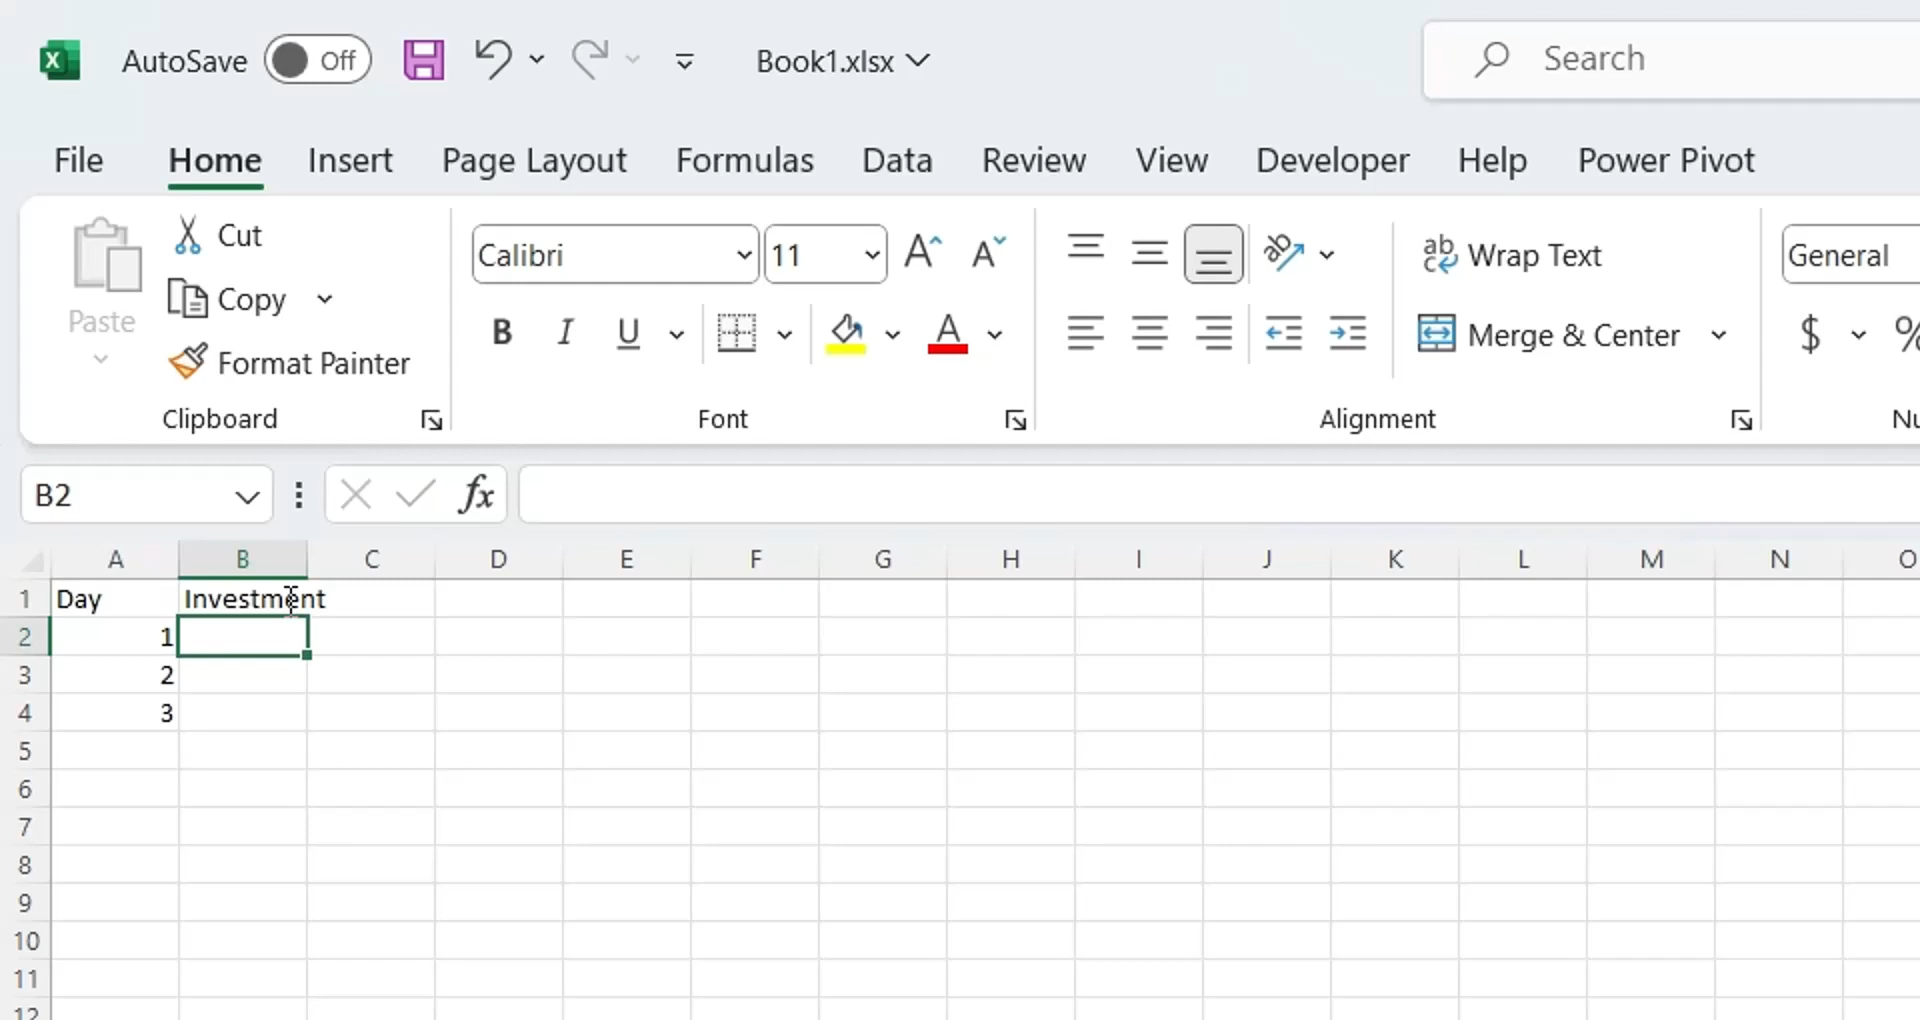 AutoSave Off Book1.xlsx Search
File Home Insert Page Layout Formulas Data Review View Developer Help Power Pivot
Paste
Cut
Copy
Format Painter
Clipboard
Calibri 11
B I U A
Font
ab Wrap Text
Merge & Center
Alignment
General
$ %
B2 fx
A B C D E F G H I J K L M N O
1 Day Investment
2 1
3 2
4 3
5
6
7
8
9
10
11
12